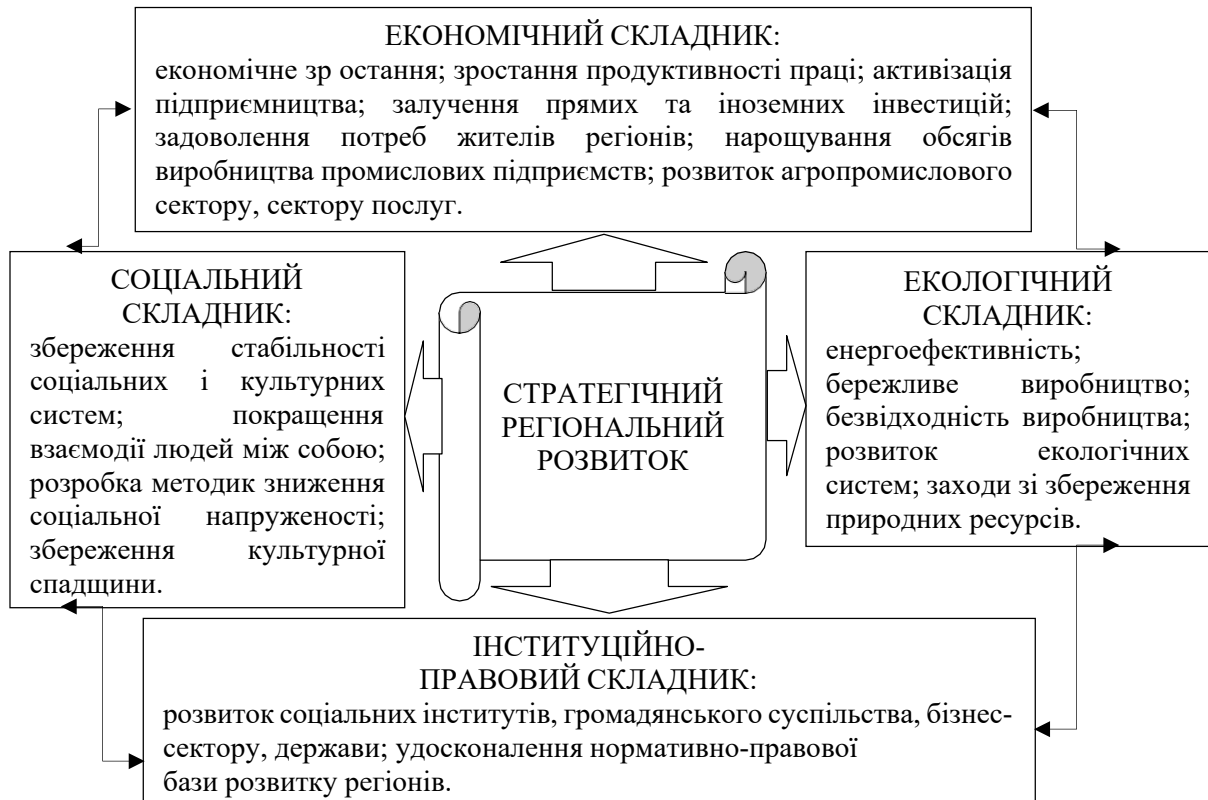 ЕКОНОМІЧНИЙ СКЛАДНИК:
економічне зр остання; зростання продуктивності праці; активізація
підприємництва; залучення прямих та іноземних інвестицій;
задоволення потреб жителів регіонів; нарощування обсягів
виробництва промислових підприємств; розвиток агропромислового
сектору, сектору послуг.
СОЦІАЛЬНИЙ
СКЛАДНИК:
збереження стабільності
соціальних і культурних
систем; покращення
взаємодії людей між собою;
розробка методик зниження
соціальної напруженості;
збереження культурної
спадщини.
СТРАТЕГІЧНИЙ
РЕГІОНАЛЬНИЙ
РОЗВИТОК
ЕКОЛОГІЧНИЙ
СКЛАДНИК:
енергоефективність;
бережливе виробництво;
безвідходність виробництва;
розвиток екологічних
систем; заходи зі збереження
природних ресурсів.
ІНСТИТУЦІЙНО-
ПРАВОВИЙ СКЛАДНИК:
розвиток соціальних інститутів, громадянського суспільства, бізнес-
сектору, держави; удосконалення нормативно-правової
бази розвитку регіонів.